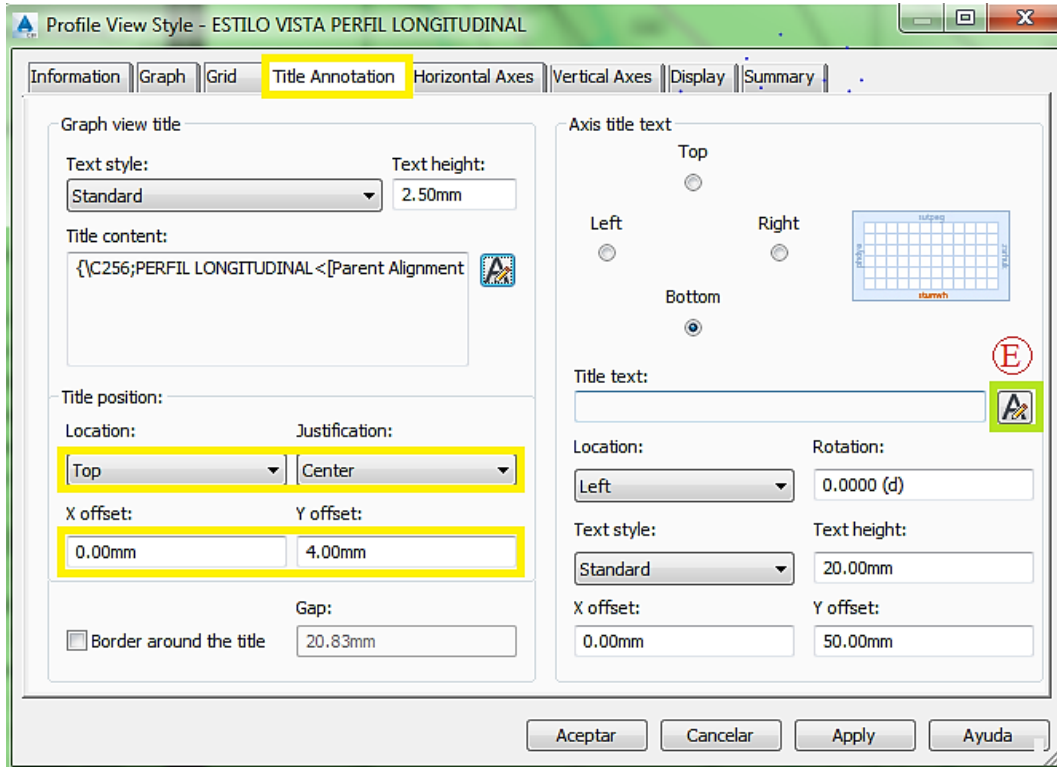 Profile View Style - ESTILO VISTA PERFIL LONGITUDINAL
Information Graph Grid Title Annotation Horizontal Axes Vertical Axes Display Summary
Graph view title
Text style: Text height:
Standard 2.50mm
Title content:
{\C256;PERFIL LONGITUDINAL<[Parent Alignment
Title position:
Location: Justification:
Top Center
X offset: Y offset:
0.00mm 4.00mm
Gap:
Border around the title 20.83mm
Axis title text
Top
Left Right
Bottom
E
Title text:
Location: Rotation:
Left 0.0000 (d)
Text style: Text height:
Standard 20.00mm
X offset: Y offset:
0.00mm 50.00mm
Aceptar Cancelar Apply Ayuda